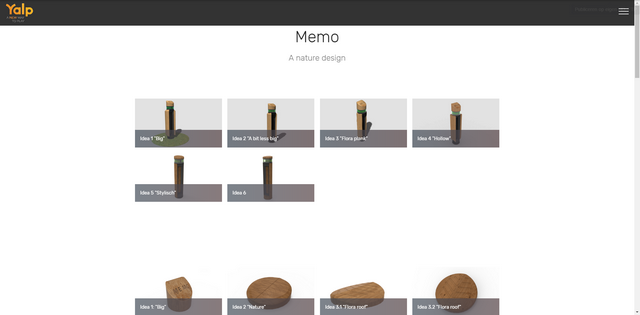 Yalp
Memo
A nature design
Idea 1 "Big"
Idea 2 "A bit less big"
Idea 3 "Flora plank"
Idea 4 "Hollow"
Idea 5 "Stylisch"
Idea 6
Idea 1 "Big"
Idea 2 "Nature"
Idea 3.1 "Flora roof"
Idea 3.2 "Flora roof"